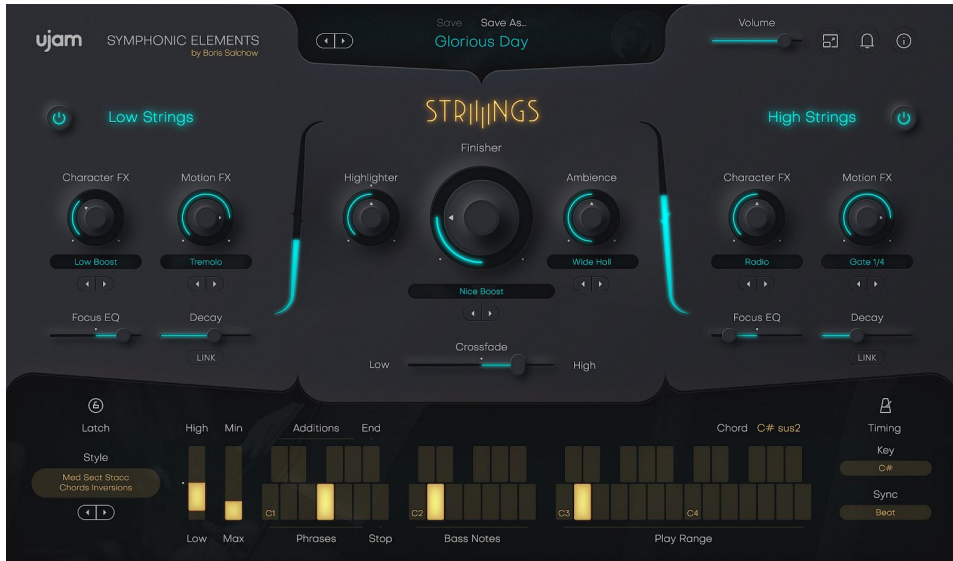 ujam
SYMPHONIC ELEMENTS
by Boris Salchow
Save Save As..
Glorious Day
Volume
STRIIIINGS
Low Strings
High Strings
Finisher
Character FX
Motion FX
Highlighter
Ambience
Character FX
Motion FX
Low Boost
Tremolo
Wide Hall
Radio
Gate 1/4
Nice Boost
Focus EQ
Decay
Focus EQ
Decay
LINK
LINK
Crossfade
Low
High
Latch
High
Min
Additions
End
Chord C# sus2
Timing
Style
Key
Med Sect Stacc
Chords Inversions
C#
Sync
C1
C2
C3
C4
Beat
Low
Max
Phrases
Stop
Bass Notes
Play Range